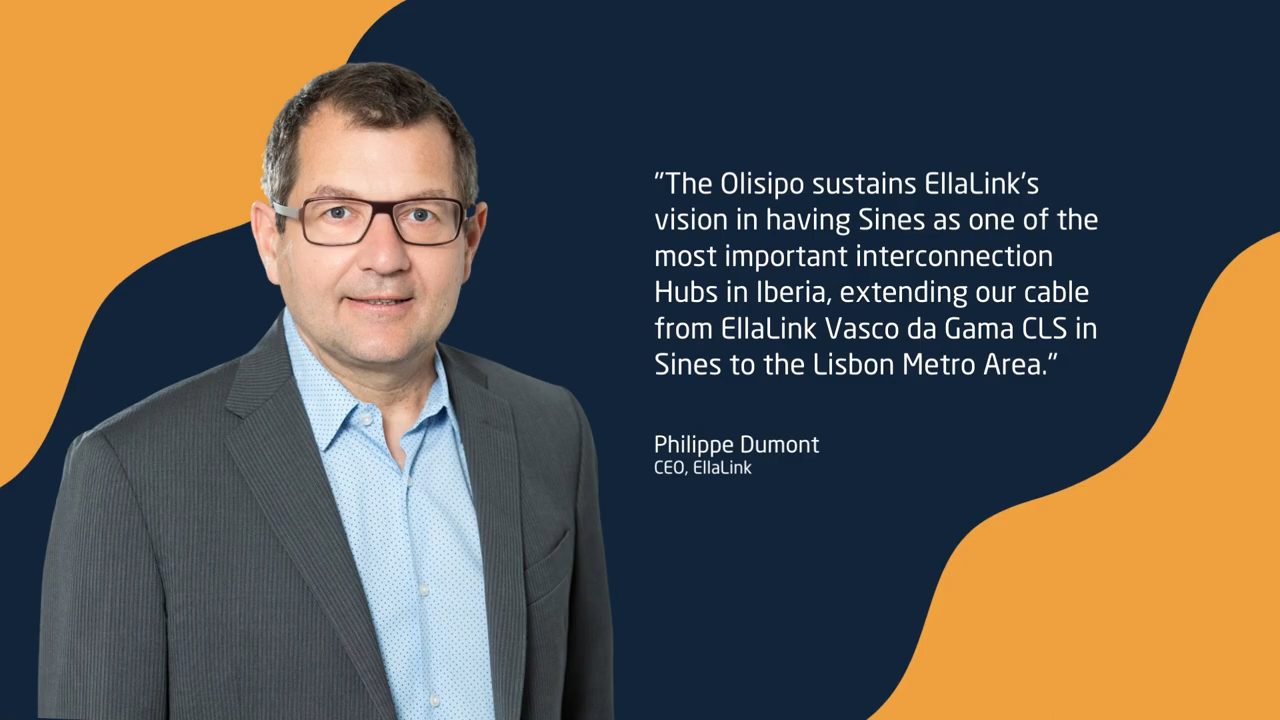 "The Olisipo sustains EllaLink's
vision in having Sines as one of the
most important interconnection
Hubs in Iberia, extending our cable
from EllaLink Vasco da Gama CLS in
Sines to the Lisbon Metro Area."
Philippe Dumont
CEO, EllaLink